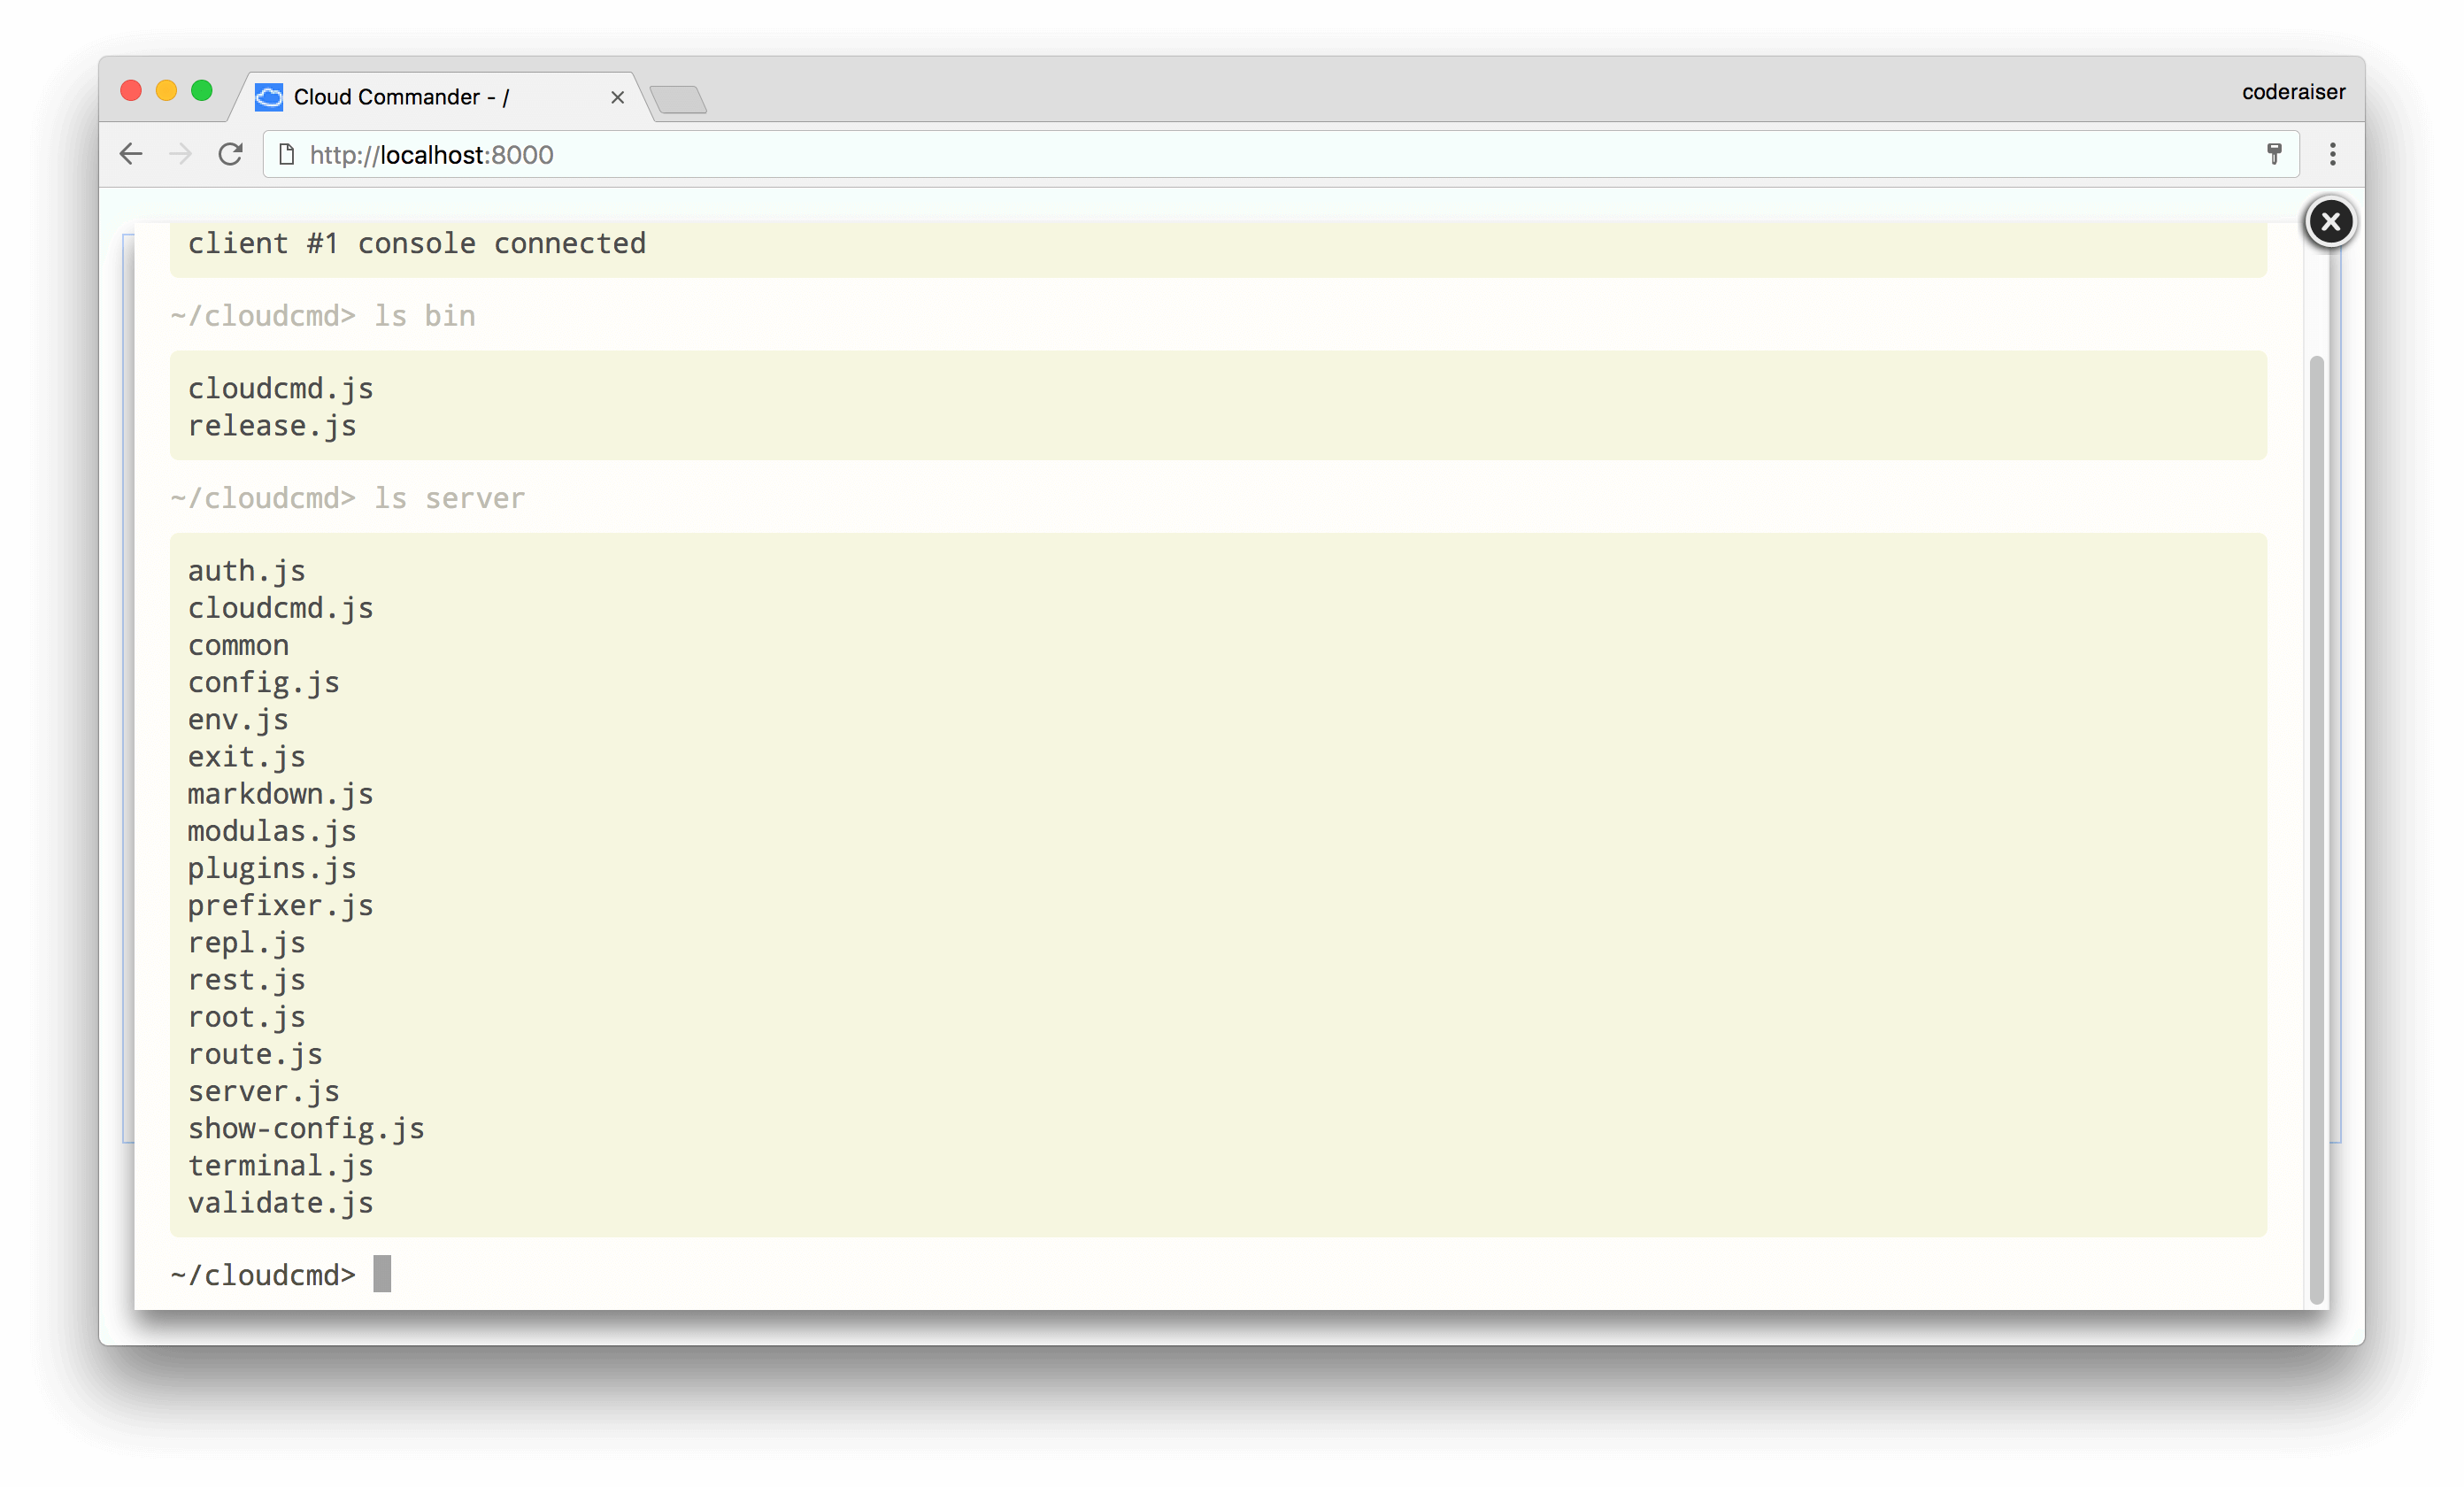 Cloud Commander - /
coderaiser
http://localhost:8000
client #1 console connected
~/cloudcmd> ls bin
cloudcmd.js
release.js
~/cloudcmd> ls server
auth.js
cloudcmd.js
common
config.js
env.js
exit.js
markdown.js
modulas.js
plugins.js
prefixer.js
repl.js
rest.js
root.js
route.js
server.js
show-config.js
terminal.js
validate.js
~/cloudcmd>